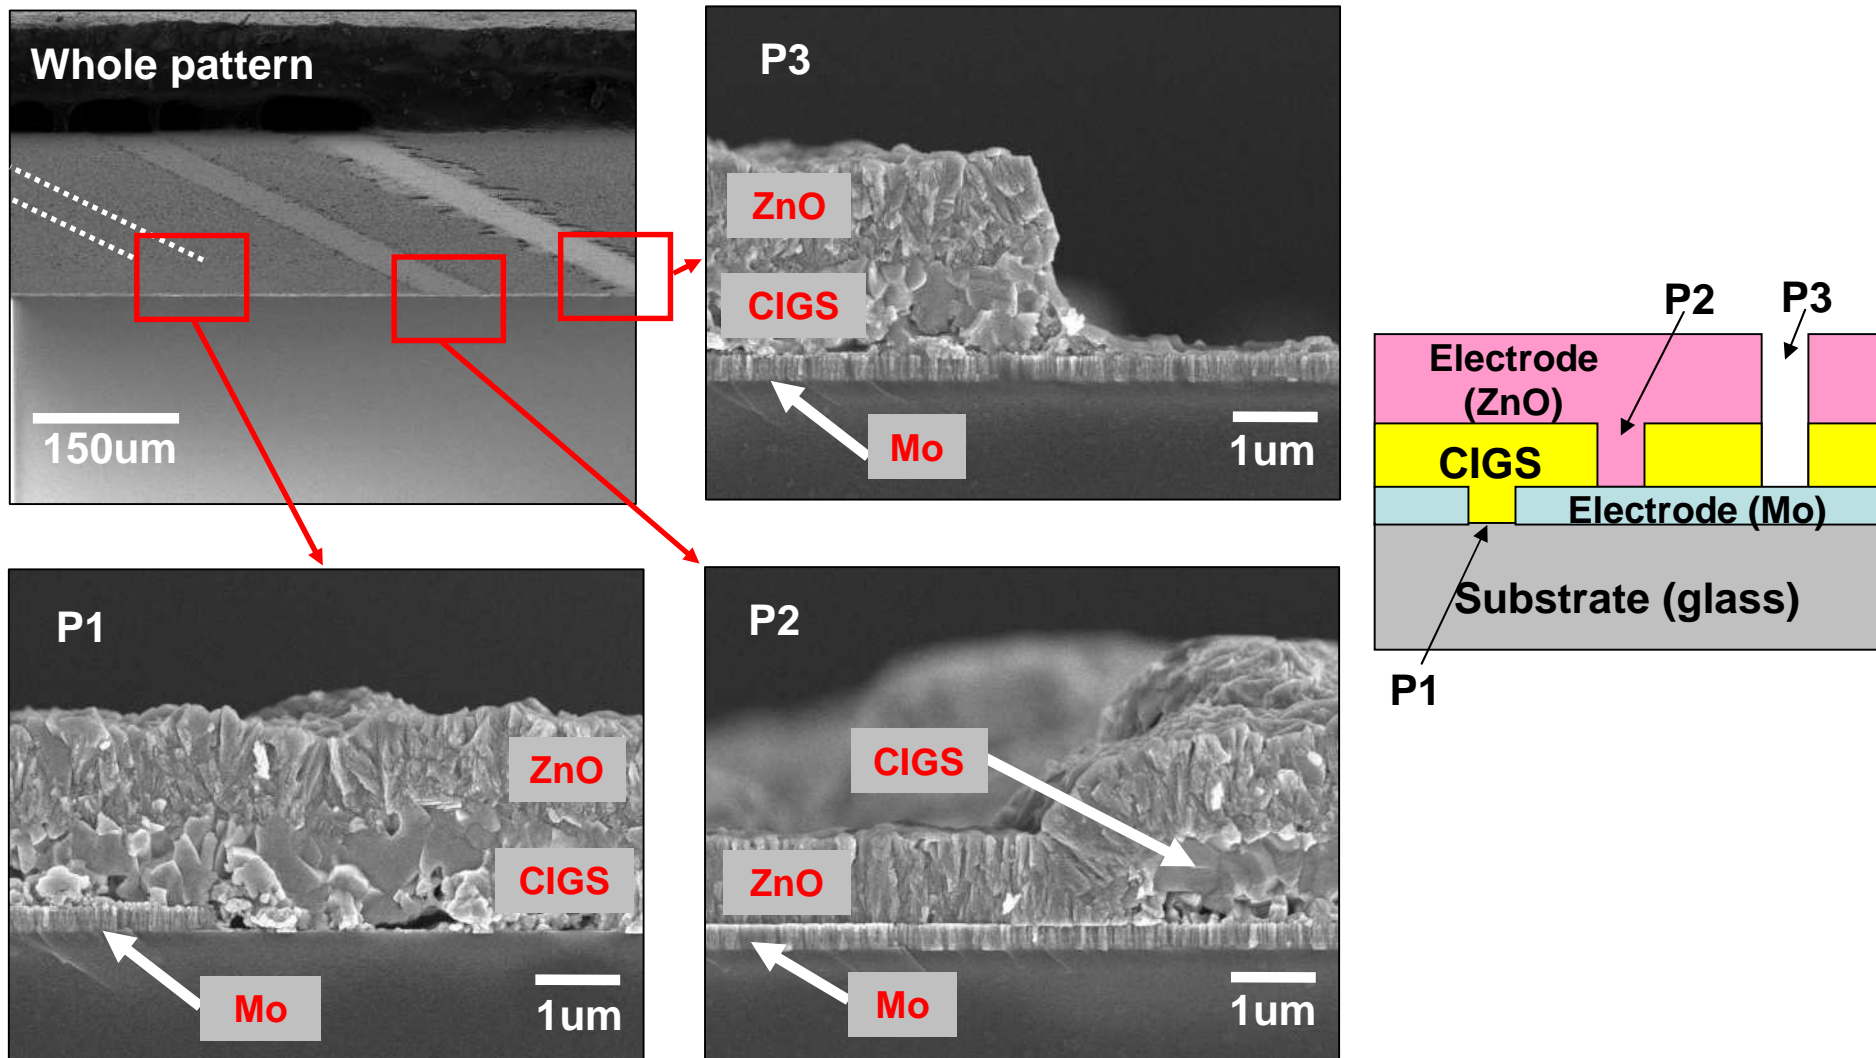 Whole pattern
150um
P3
ZnO
CIGS
Mo
1um
P1
ZnO
CIGS
Mo
1um
P2
CIGS
ZnO
Mo
1um
P2
P3
Electrode
(ZnO)
CIGS
Electrode (Mo)
Substrate (glass)
P1